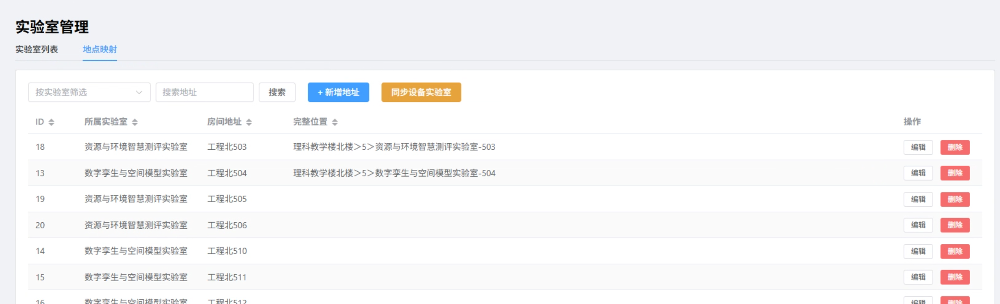 实验室管理
实验室列表 地点映射
按实验室筛选 搜索地址 搜索 + 新增地址 同步设备实验室
ID 所属实验室 房间地址 完整位置 操作
18 资源与环境智慧测评实验室 工程北503 理科教学楼北楼>5>资源与环境智慧测评实验室-503 编辑 删除
13 数字孪生与空间模型实验室 工程北504 理科教学楼北楼>5>数字孪生与空间模型实验室-504 编辑 删除
19 资源与环境智慧测评实验室 工程北505 编辑 删除
20 资源与环境智慧测评实验室 工程北506 编辑 删除
14 数字孪生与空间模型实验室 工程北510 编辑 删除
15 数字孪生与空间模型实验室 工程北511 编辑 删除
16 数字孪生与空间模型实验室 工程北512 编辑 删除